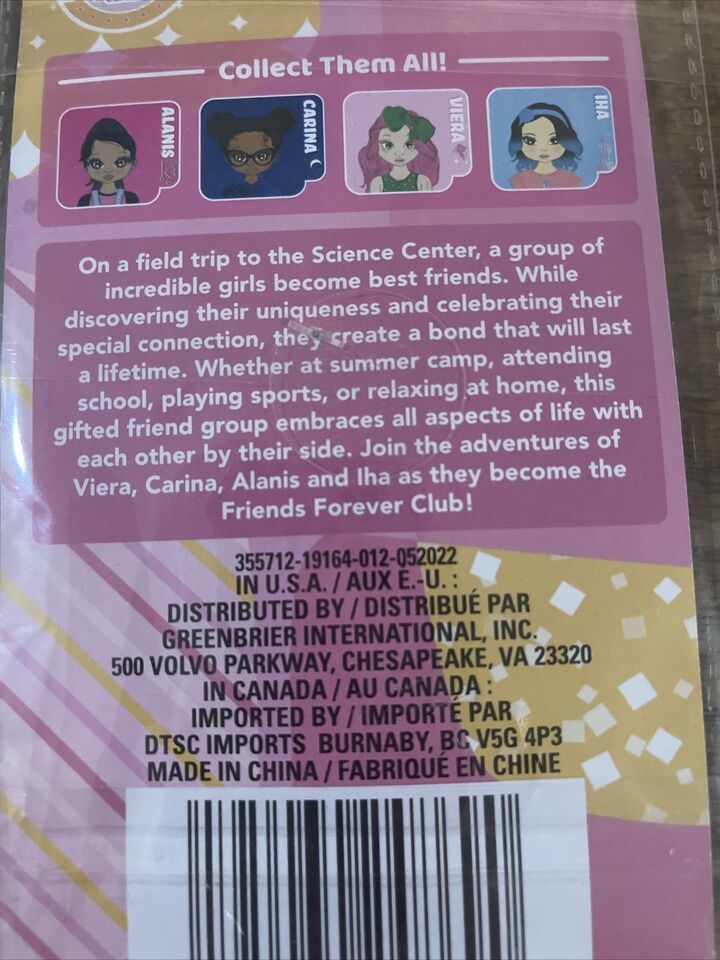 Collect Them All!
ALANIS
CARINA
VIERA
IHA
On a field trip to the Science Center, a group of
incredible girls become best friends. While
discovering their uniqueness and celebrating their
special connection, they create a bond that will last
a lifetime. Whether at summer camp, attending
school, playing sports, or relaxing at home, this
gifted friend group embraces all aspects of life with
each other by their side. Join the adventures of
Viera, Carina, Alanis and Iha as they become the
Friends Forever Club!
355712-19164-012-052022
IN U.S.A. / AUX E.-U. :
DISTRIBUTED BY / DISTRIBUÉ PAR
GREENBRIER INTERNATIONAL, INC.
500 VOLVO PARKWAY, CHESAPEAKE, VA 23320
IN CANADA / AU CANADA :
IMPORTED BY / IMPORTÉ PAR
DTSC IMPORTS BURNABY, BC V5G 4P3
MADE IN CHINA / FABRIQUÉ EN CHINE